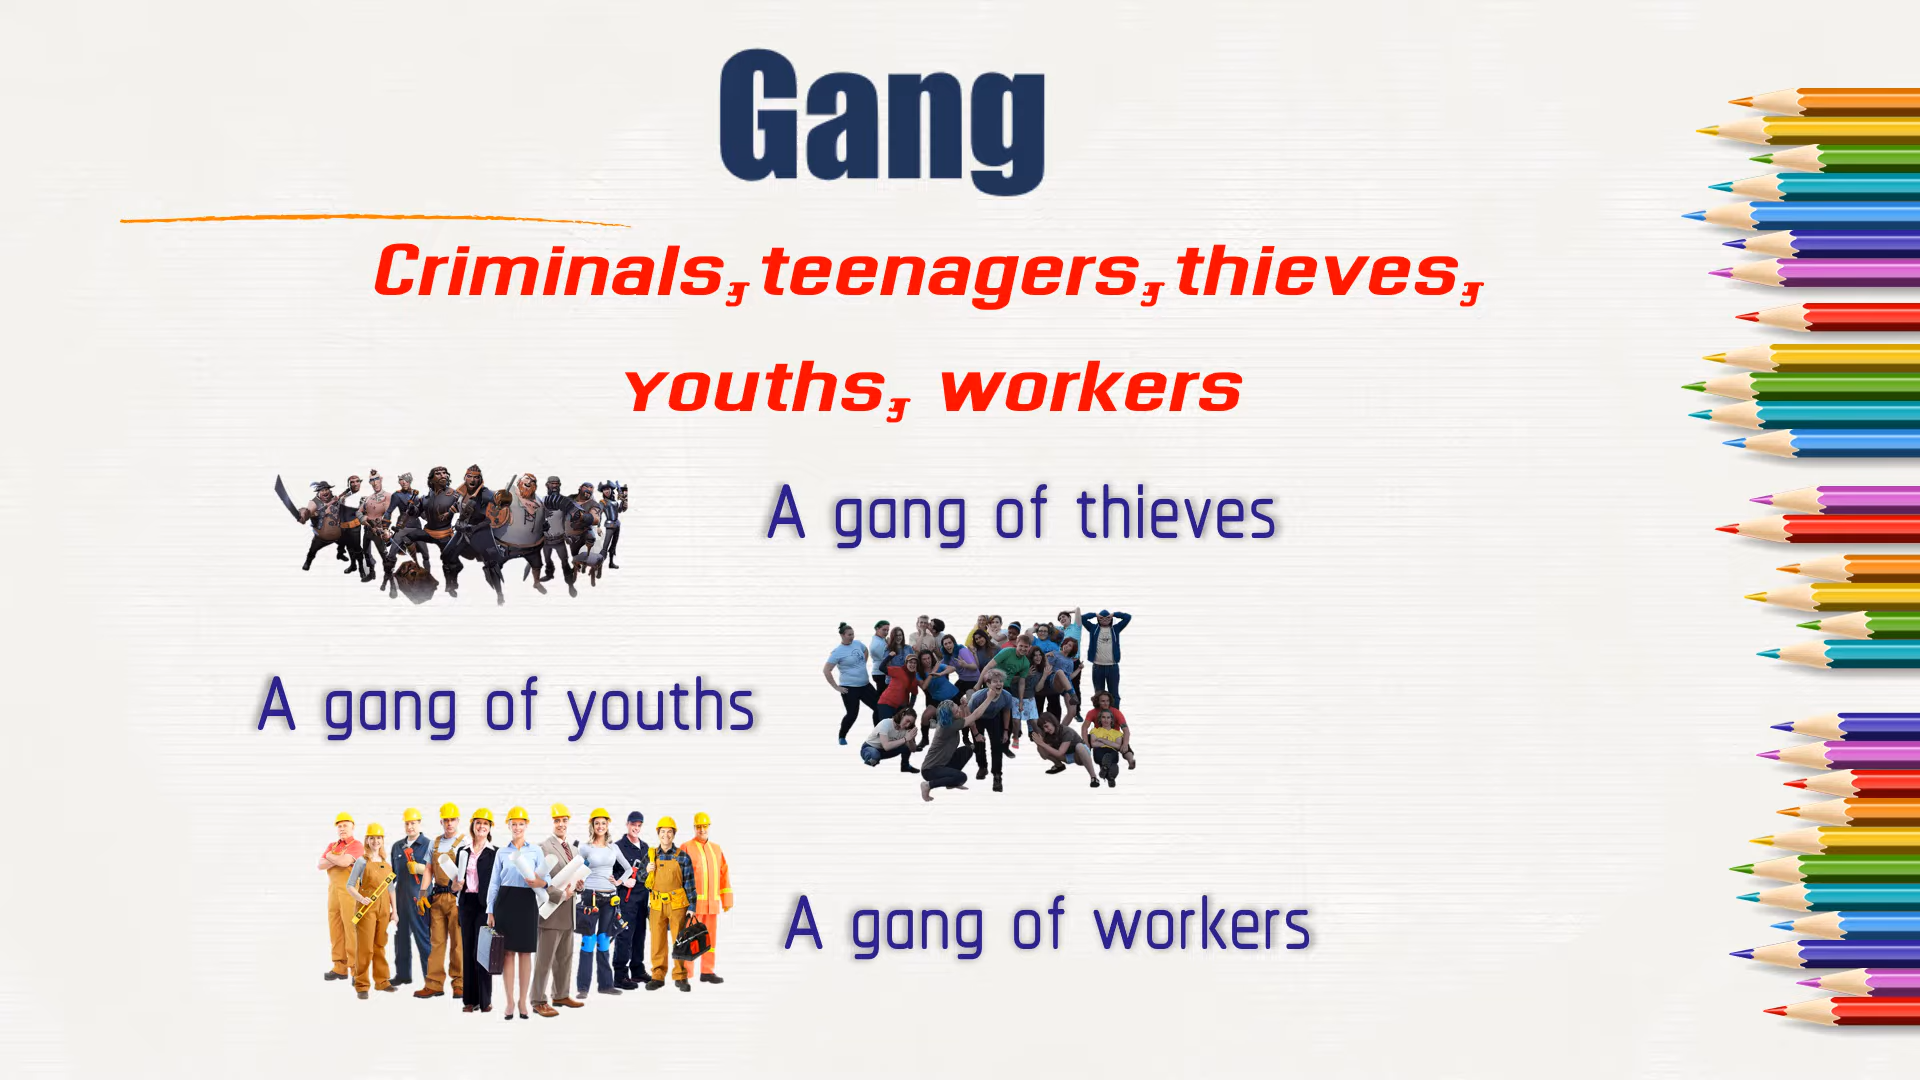 Gang
Criminals, teenagers, thieves,
youths, workers
A gang of thieves
A gang of youths
A gang of workers